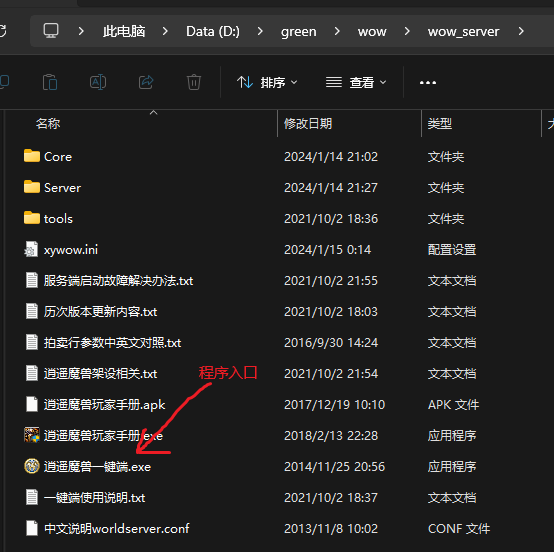 此电脑 > Data (D:) > green > wow > wow_server >
排序 查看 ...
名称 修改日期 类型
Core 2024/1/14 21:02 文件夹
Server 2024/1/14 21:27 文件夹
tools 2021/10/2 18:36 文件夹
xywow.ini 2024/1/15 0:14 配置设置
服务端启动故障解决办法.txt 2021/10/2 21:55 文本文档
历次版本更新内容.txt 2021/10/2 18:03 文本文档
拍卖行参数中英文对照.txt 2016/9/30 14:24 文本文档
逍遥魔兽架设相关.txt 2021/10/2 21:54 文本文档
程序入口
逍遥魔兽玩家手册.apk 2017/12/19 10:10 APK 文件
逍遥魔兽玩家手册.exe 2018/2/13 22:28 应用程序
逍遥魔兽一键端.exe 2014/11/25 20:56 应用程序
一键端使用说明.txt 2021/10/2 18:37 文本文档
中文说明worldserver.conf 2013/11/8 10:02 CONF 文件